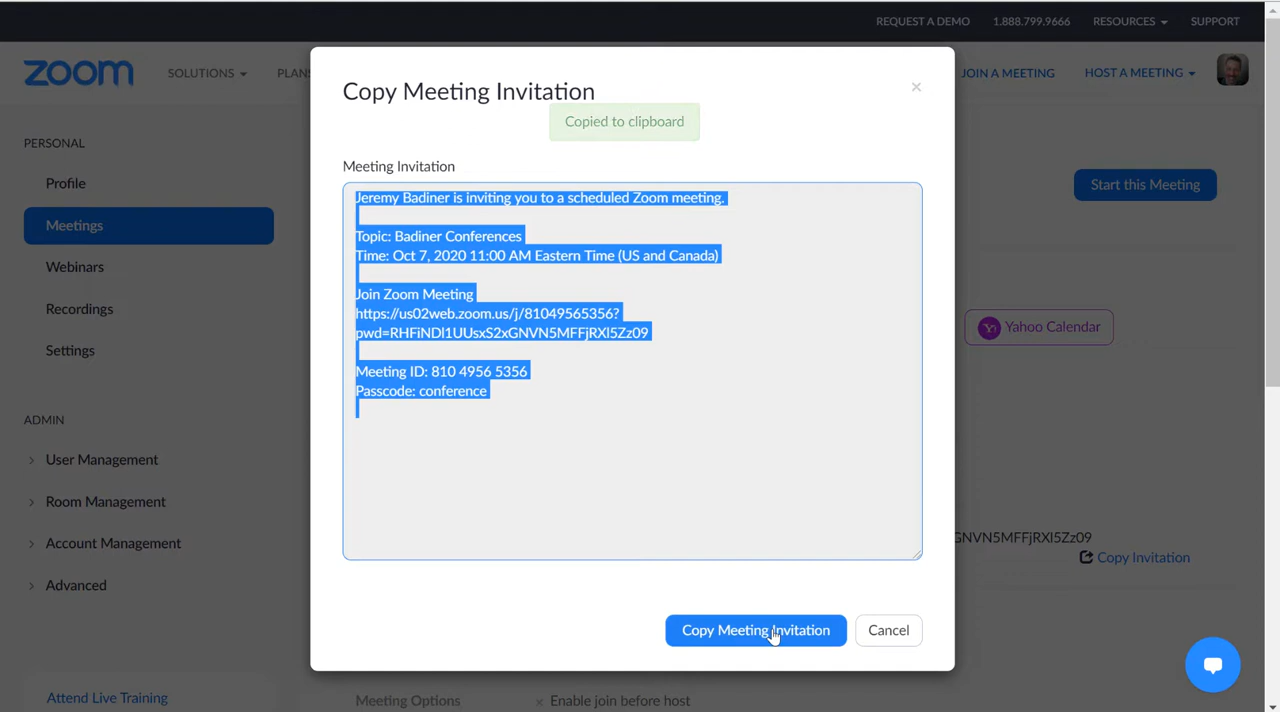 REQUEST A DEMO 1.888.799.9666 RESOURCES SUPPORT
zoom SOLUTIONS PLANS JOIN A MEETING HOST A MEETING
Copy Meeting Invitation
×
Copied to clipboard
PERSONAL
Profile
Meetings
Webinars
Recordings
Settings
ADMIN
User Management
Room Management
Account Management
Advanced
Attend Live Training
Meeting Invitation
Jeremy Badiner is inviting you to a scheduled Zoom meeting.
Topic: Badiner Conferences
Time: Oct 7, 2020 11:00 AM Eastern Time (US and Canada)
Join Zoom Meeting
https://us02web.zoom.us/j/81049565356?
pwd=RHFiNDl1UUsxS2xGNVN5MFFjRXl5Zz09
Meeting ID: 810 4956 5356
Passcode: conference
Copy Meeting Invitation Cancel
Start this Meeting
Yahoo Calendar
GNVN5MFFjRXl5Zz09
Copy Invitation
Meeting Options × Enable join before host